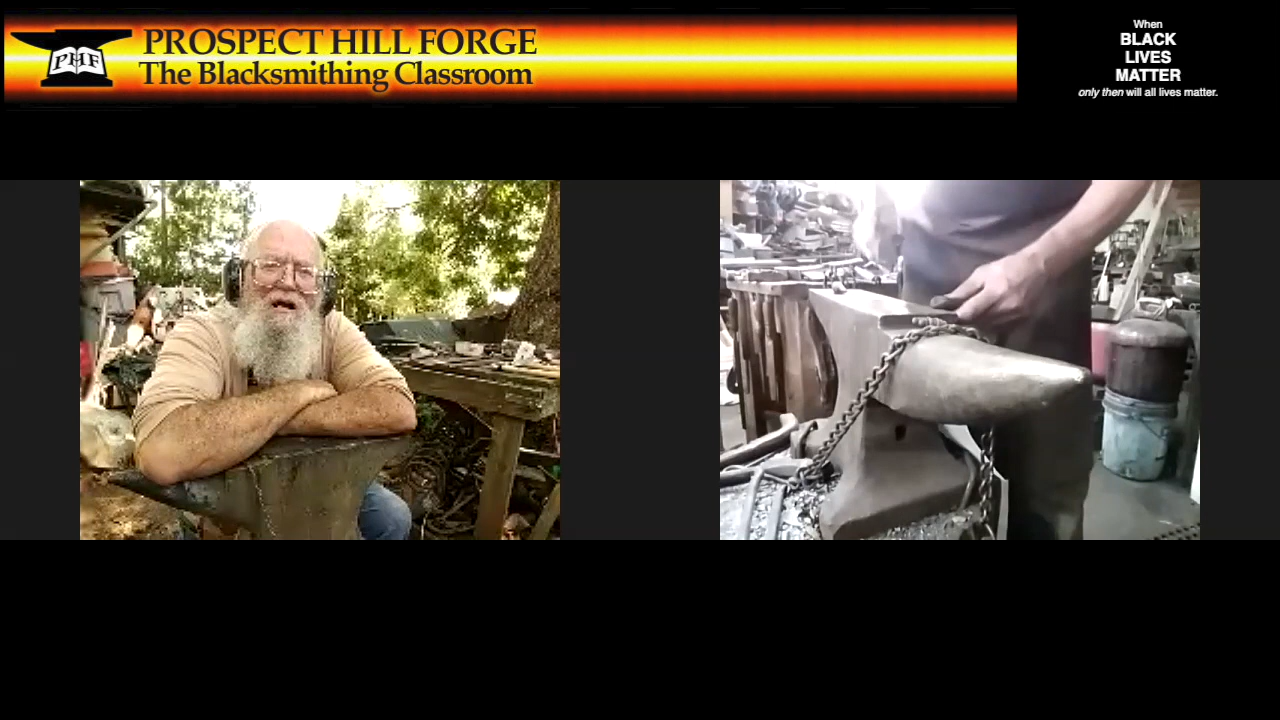 PHF
PROSPECT HILL FORGE
The Blacksmithing Classroom
When
BLACK
LIVES
MATTER
only then will all lives matter.